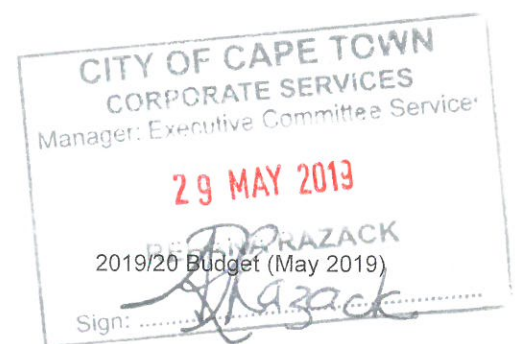 CITY OF CAPE TOWN
CORPORATE SERVICES
Manager: Executive Committee Service
29 MAY 2019
RAZACK
2019/20 Budget (May 2019)
Sign: Razack